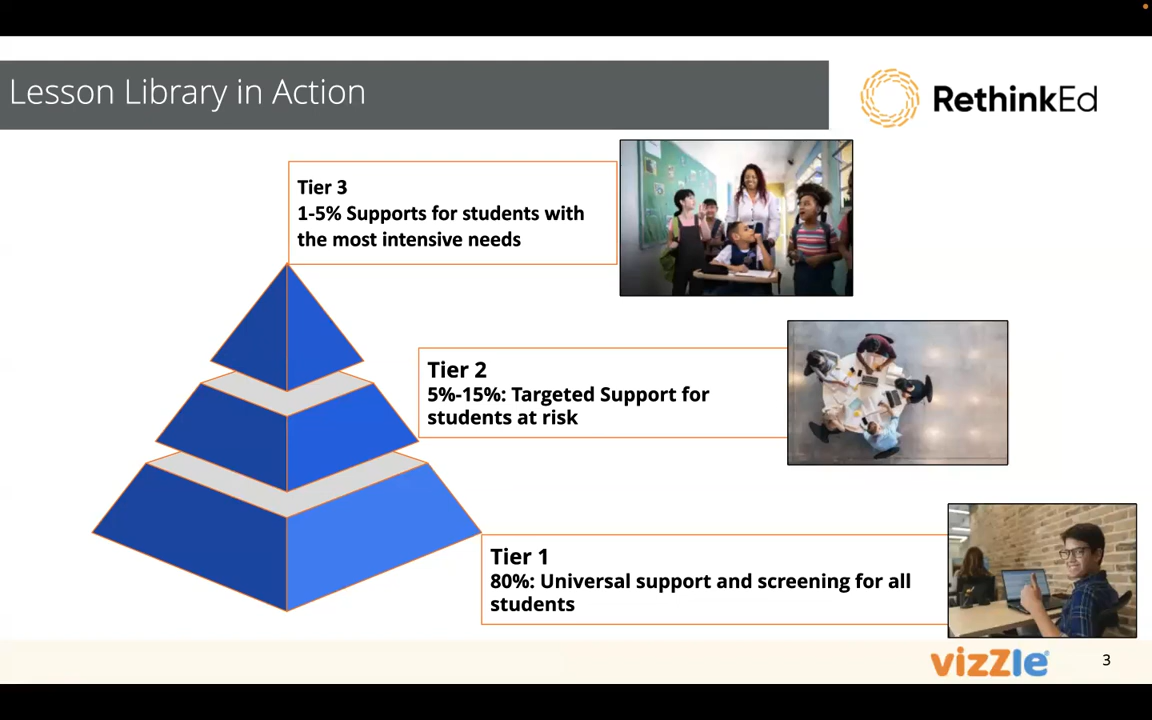 Lesson Library in Action
RethinkEd
Tier 3
1-5% Supports for students with
the most intensive needs
Tier 2
5%-15%: Targeted Support for
students at risk
Tier 1
80%: Universal support and screening for all
students
vizZle
3